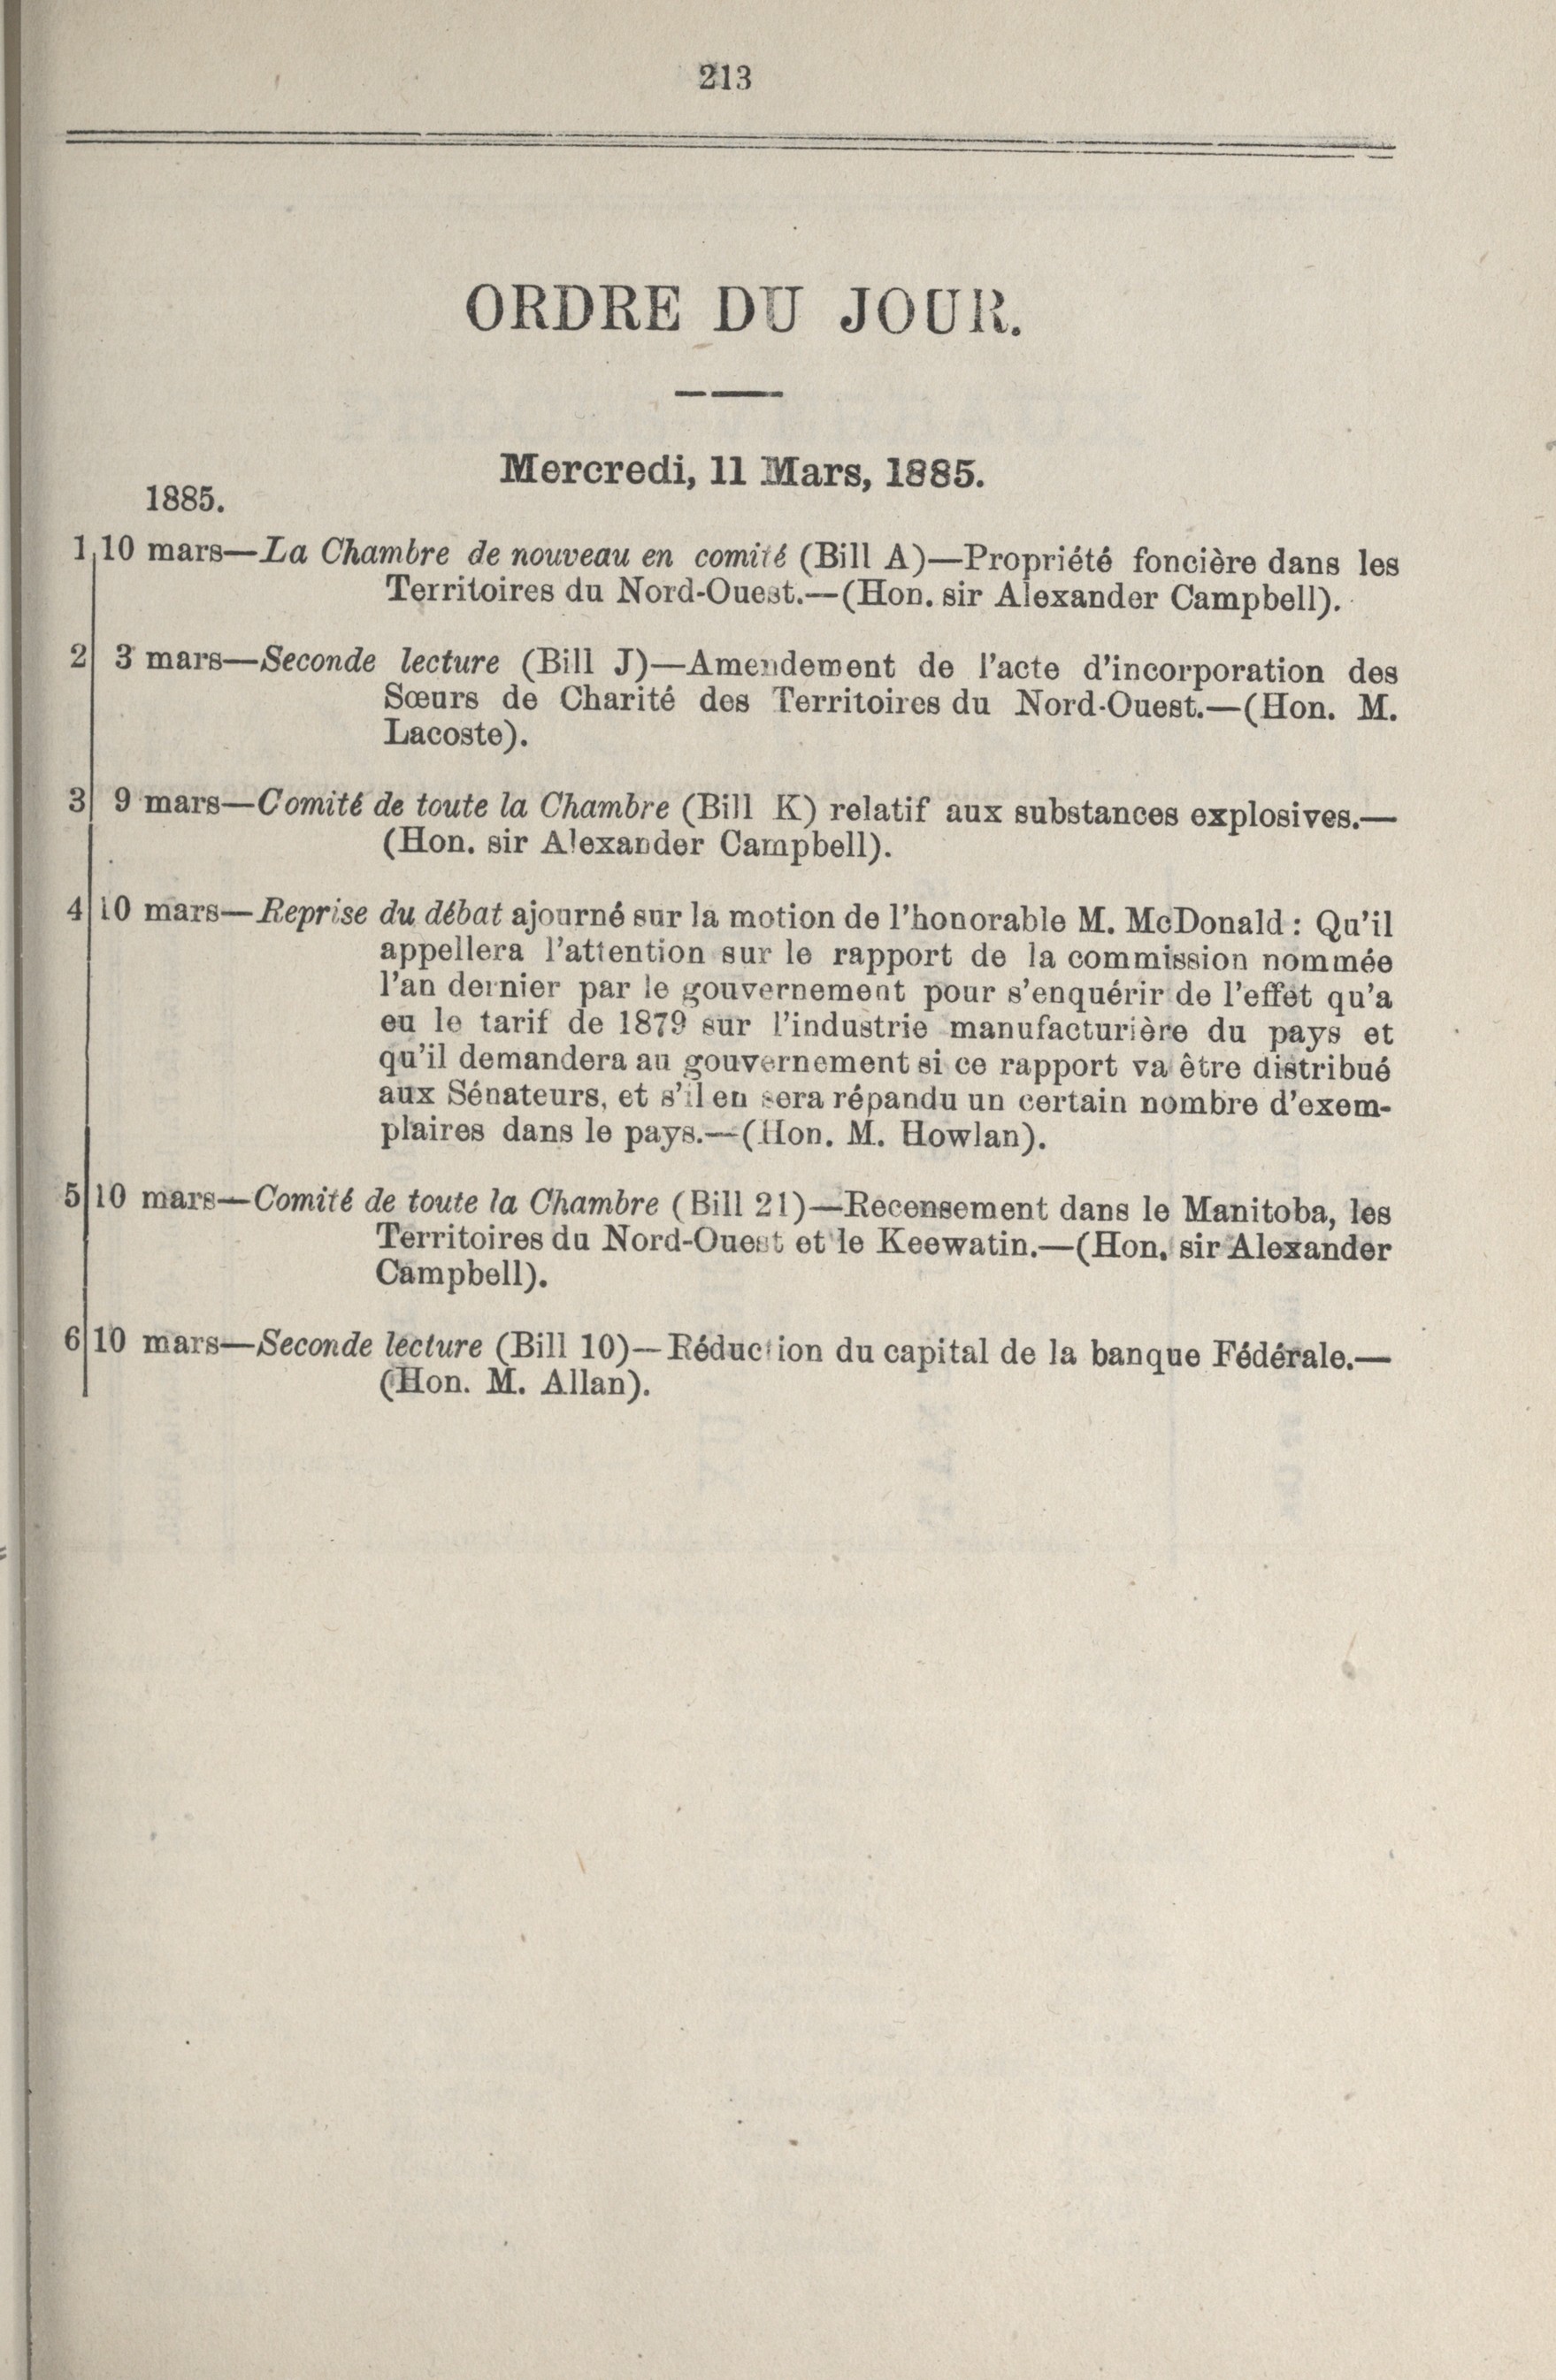 213
ORDRE DU JOUR.
Mercredi, 11 Mars, 1885.
1885.
1 10 mars—La Chambre de nouveau en comité (Bill A)—Propriété foncière dans les
Territoires du Nord-Ouest.—(Hon. sir Alexander Campbell).
2 3 mars—Seconde lecture (Bill J)—Amendement de l'acte d'incorporation des
Sœurs de Charité des Territoires du Nord-Ouest.—(Hon. M.
Lacoste).
3 9 mars—Comité de toute la Chambre (Bill K) relatif aux substances explosives.—
(Hon. sir Alexander Campbell).
4 10 mars—Reprise du débat ajourné sur la motion de l'honorable M. McDonald : Qu'il
appellera l'attention sur le rapport de la commission nommée
l'an dernier par le gouvernement pour s'enquérir de l'effet qu'a
eu le tarif de 1879 sur l'industrie manufacturière du pays et
qu'il demandera au gouvernement si ce rapport va être distribué
aux Sénateurs, et s'il en sera répandu un certain nombre d'exem-
plaires dans le pays.—(Hon. M. Howlan).
5 10 mars—Comité de toute la Chambre (Bill 21)—Recensement dans le Manitoba, les
Territoires du Nord-Ouest et le Keewatin.—(Hon. sir Alexander
Campbell).
6 10 mars—Seconde lecture (Bill 10)—Réduction du capital de la banque Fédérale.—
(Hon. M. Allan).